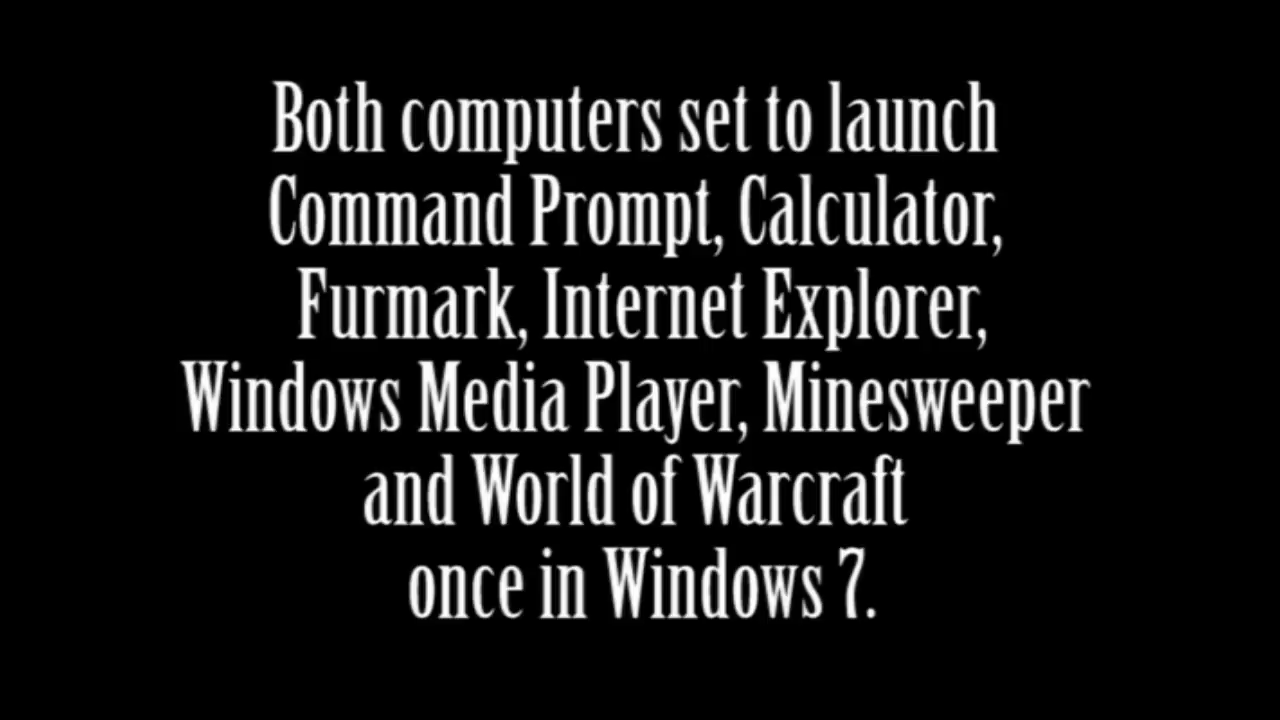 Both computers set to launch
Command Prompt, Calculator,
Furmark, Internet Explorer,
Windows Media Player, Minesweeper
and World of Warcraft
once in Windows 7.